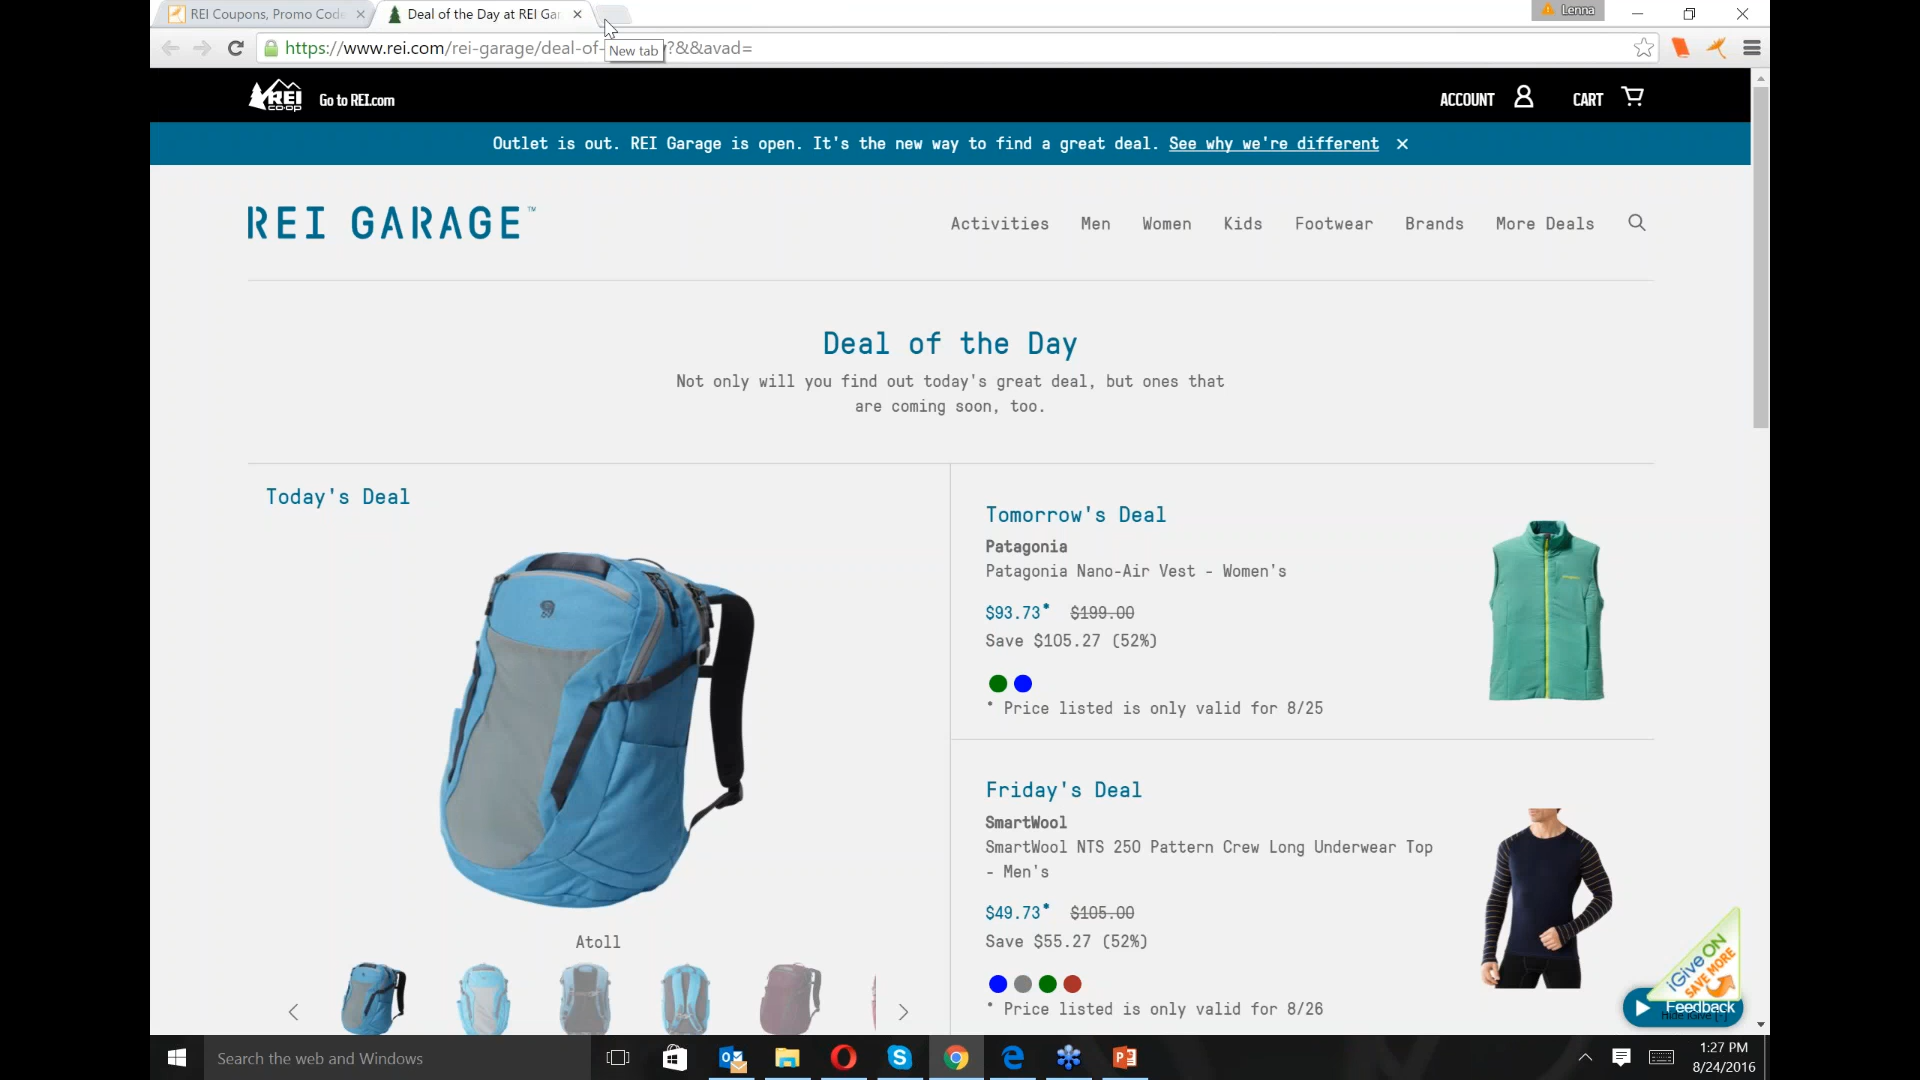 REI Coupons, Promo Code
Deal of the Day at REI Gar
Lenna
https://www.rei.com/rei-garage/deal-of-
New tab
?&&avad=
REI
CO·OP
Go to REI.com
ACCOUNT
CART
Outlet is out. REI Garage is open. It's the new way to find a great deal. See why we're different
REI GARAGE™
Activities
Men
Women
Kids
Footwear
Brands
More Deals
Deal of the Day
Not only will you find out today's great deal, but ones that
are coming soon, too.
Today's Deal
Atoll
Tomorrow's Deal
Patagonia
Patagonia Nano-Air Vest - Women's
$93.73* $199.00
Save $105.27 (52%)
* Price listed is only valid for 8/25
Friday's Deal
SmartWool
SmartWool NTS 250 Pattern Crew Long Underwear Top
- Men's
$49.73* $105.00
Save $55.27 (52%)
* Price listed is only valid for 8/26
iGive ON
SAVE MORE
Feedback
Search the web and Windows
1:27 PM
8/24/2016